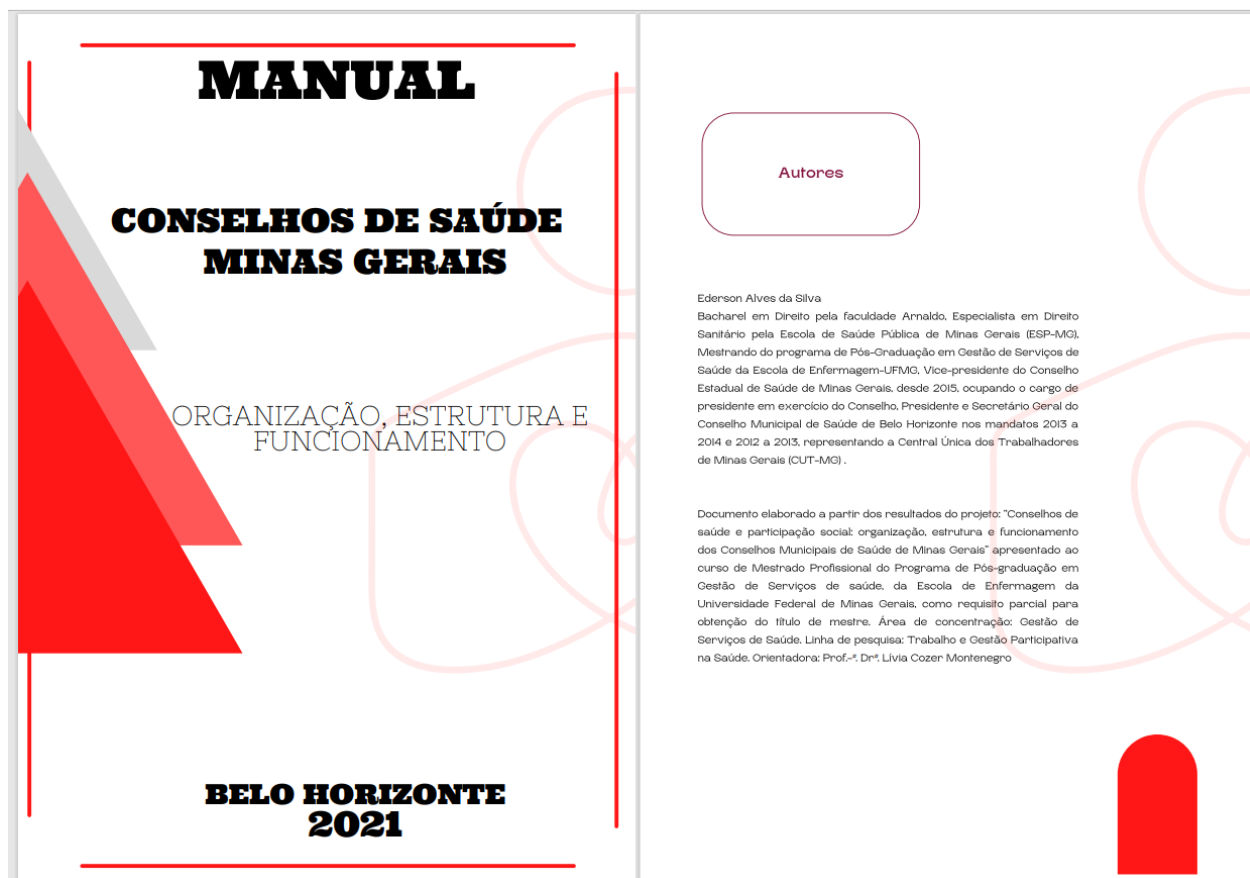 MANUAL
CONSELHOS DE SAÚDE
MINAS GERAIS
ORGANIZAÇÃO, ESTRUTURA E
FUNCIONAMENTO
BELO HORIZONTE
2021
Autores
Ederson Alves da Silva
Bacharel em Direito pela faculdade Arnaldo, Especialista em Direito
Sanitário pela Escola de Saúde Pública de Minas Gerais (ESP-MG),
Mestrando do programa de Pós-Graduação em Gestão de Serviços de
Saúde da Escola de Enfermagem-UFMG, Vice-presidente do Conselho
Estadual de Saúde de Minas Gerais, desde 2015, ocupando o cargo de
presidente em exercício do Conselho, Presidente e Secretário Geral do
Conselho Municipal de Saúde de Belo Horizonte nos mandatos 2013 a
2014 e 2012 a 2013, representando a Central Única dos Trabalhadores
de Minas Gerais (CUT-MG) .
Documento elaborado a partir dos resultados do projeto: "Conselhos de
saúde e participação social: organização, estrutura e funcionamento
dos Conselhos Municipais de Saúde de Minas Gerais" apresentado ao
curso de Mestrado Profissional do Programa de Pós-graduação em
Gestão de Serviços de saúde, da Escola de Enfermagem da
Universidade Federal de Minas Gerais, como requisito parcial para
obtenção do título de mestre. Área de concentração: Gestão de
Serviços de Saúde. Linha de pesquisa: Trabalho e Gestão Participativa
na Saúde. Orientadora: Prof.-ª. Drª. Lívia Cozer Montenegro